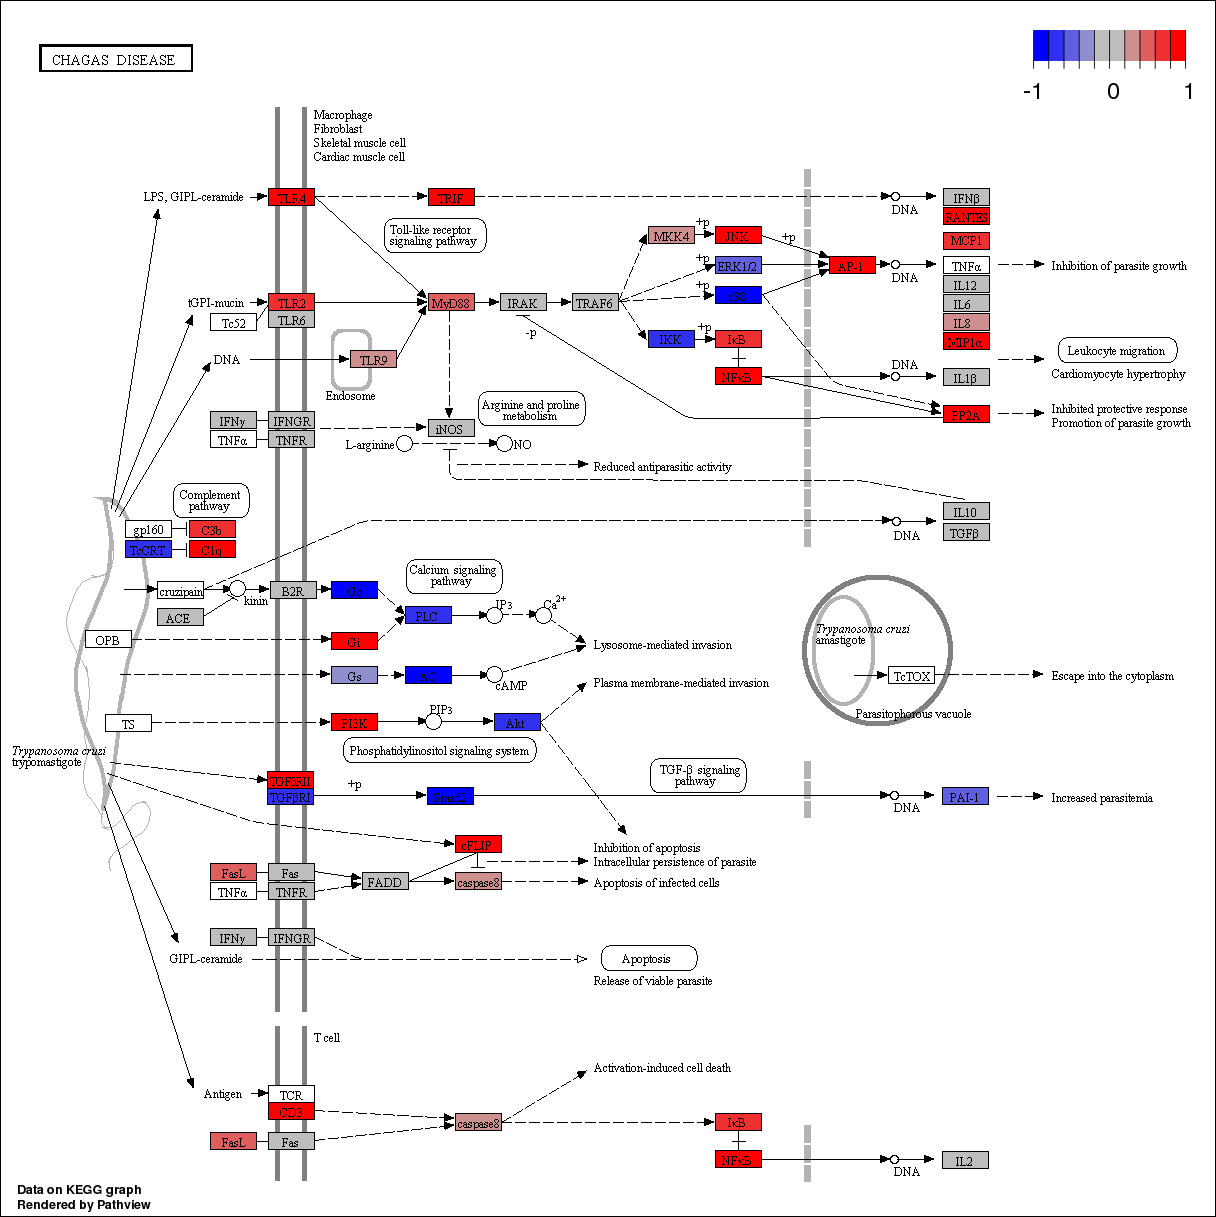 CHAGAS DISEASE
-1 0 1
Macrophage
Fibroblast
Skeletal muscle cell
Cardiac muscle cell
LPS, GIPL-ceramide
TLR4
TRIF
DNA
IFNβ
RANTES
Toll-like receptor
signaling pathway
MKK4
+p
JNK
+p
MCP1
+p
ERK1/2
AP-1
DNA
TNFα
Inhibition of parasite growth
+p
p38
IL12
tGPI-mucin
TLR2
MyD88
IRAK
TRAF6
IL6
Tc52
TLR6
-p
IL8
IKK
+p
IκB
MIP1α
Leukocyte migration
DNA
TLR9
DNA
Cardiomyocyte hypertrophy
NFκB
IL1β
Endosome
Arginine and proline
metabolism
PP2A
Inhibited protective response
Promotion of parasite growth
IFNγ
IFNGR
iNOS
TNFα
TNFR
L-arginine
NO
Reduced antiparasitic activity
Complement
pathway
gp160
C3b
IL10
TcCRT
C1q
DNA
TGFβ
Calcium signaling
pathway
cruzipain
kinin
B2R
Gq
ACE
PLC
IP3
Ca2+
OPB
Gi
Lysosome-mediated invasion
Trypanosoma cruzi
amastigote
Gs
AC
cAMP
TcTOX
Escape into the cytoplasm
Plasma membrane-mediated invasion
Parasitophorous vacuole
TS
PI3K
PIP3
Akt
Trypanosoma cruzi
trypomastigote
Phosphatidylinositol signaling system
TGF-β signaling
pathway
TGFβRII
+p
TGFβRI
Smad2
DNA
PAI-1
Increased parasitemia
cFLIP
Inhibition of apoptosis
Intracellular persistence of parasite
FasL
Fas
FADD
caspase8
Apoptosis of infected cells
TNFα
TNFR
IFNγ
IFNGR
GIPL-ceramide
Apoptosis
Release of viable parasite
T cell
Activation-induced cell death
Antigen
TCR
CD3
caspase8
IκB
FasL
Fas
NFκB
DNA
IL2
Data on KEGG graph
Rendered by Pathview